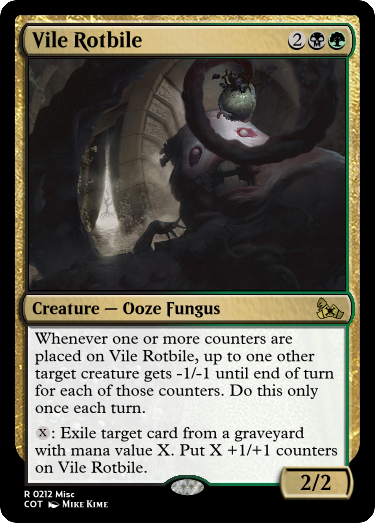 Vile Rotbile 2
Creature — Ooze Fungus
Whenever one or more counters are
placed on Vile Rotbile, up to one other
target creature gets -1/-1 until end of turn
for each of those counters. Do this only
once each turn.
X: Exile target card from a graveyard
with mana value X. Put X +1/+1 counters
on Vile Rotbile.
2/2
R 0212 Misc
COT Mike Kime